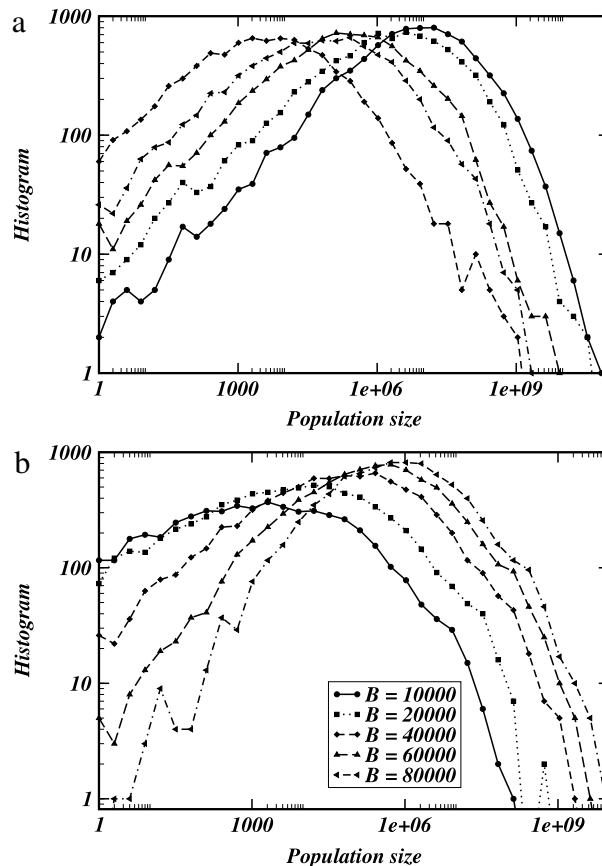 a
1000
100
10
1
Histogram
1
1000
1e+06
1e+09
Population size
b
1000
100
10
1
Histogram
B = 10000
B = 20000
B = 40000
B = 60000
B = 80000
1
1000
1e+06
1e+09
Population size